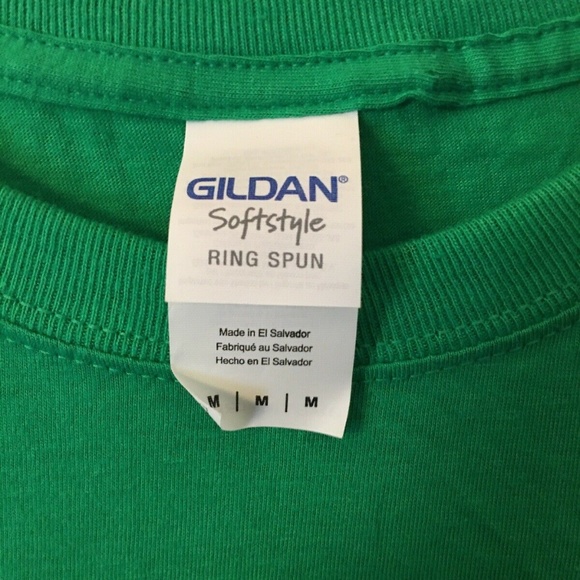 GILDAN®
Softstyle
RING SPUN
Made in El Salvador
Fabriqué au Salvador
Hecho en El Salvador
M | M | M